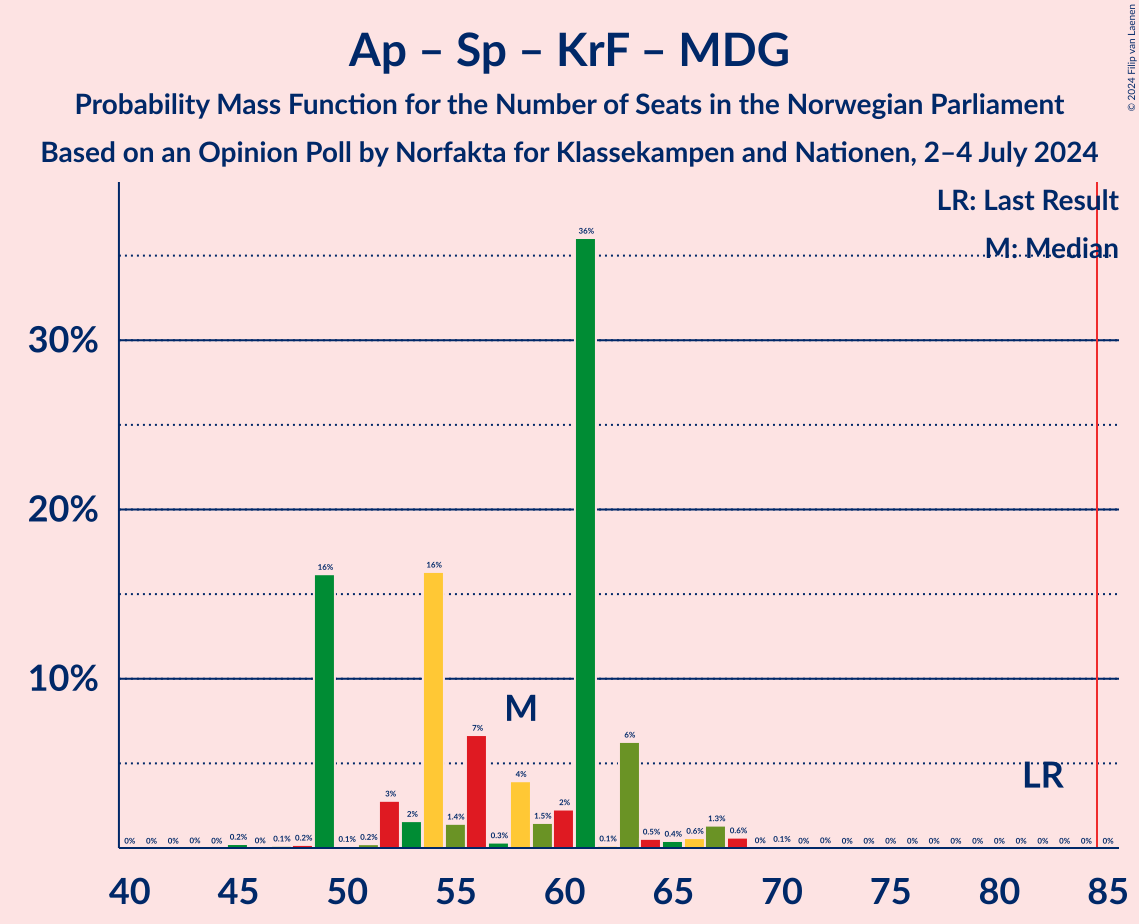 Ap – Sp – KrF – MDG
Probability Mass Function for the Number of Seats in the Norwegian Parliament
Based on an Opinion Poll by Norfakta for Klassekampen and Nationen, 2–4 July 2024
© 2024 Filip van Laenen
LR: Last Result
M: Median
30%
20%
10%
0% 0% 0% 0% 0% 0.2% 0% 0.1% 0.2% 16% 0.1% 0.2% 3% 2% 16% 1.4% 7% 0.3% 4% 1.5% 2% 36% 0.1% 6% 0.5% 0.4% 0.6% 1.3% 0.6% 0% 0.1% 0% 0% 0% 0% 0% 0% 0% 0% 0% 0% 0% 0% 0% 0% 0%
M
LR
40 45 50 55 60 65 70 75 80 85